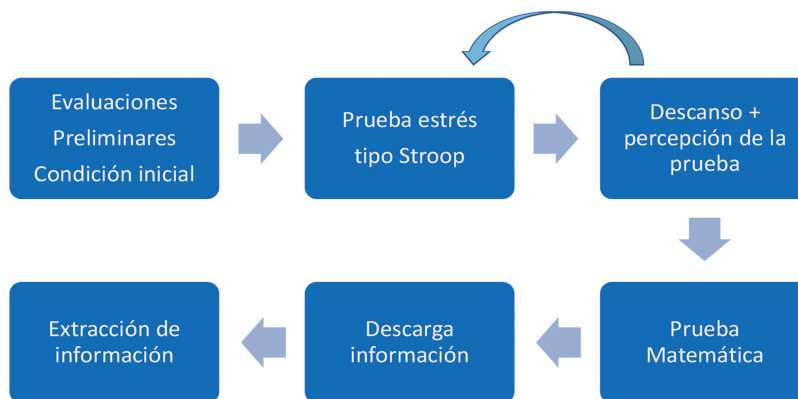 Evaluaciones
Preliminares
Condición inicial
Prueba estrés
tipo Stroop
Descanso +
percepción de la
prueba
Prueba
Matemática
Descarga
información
Extracción de
información